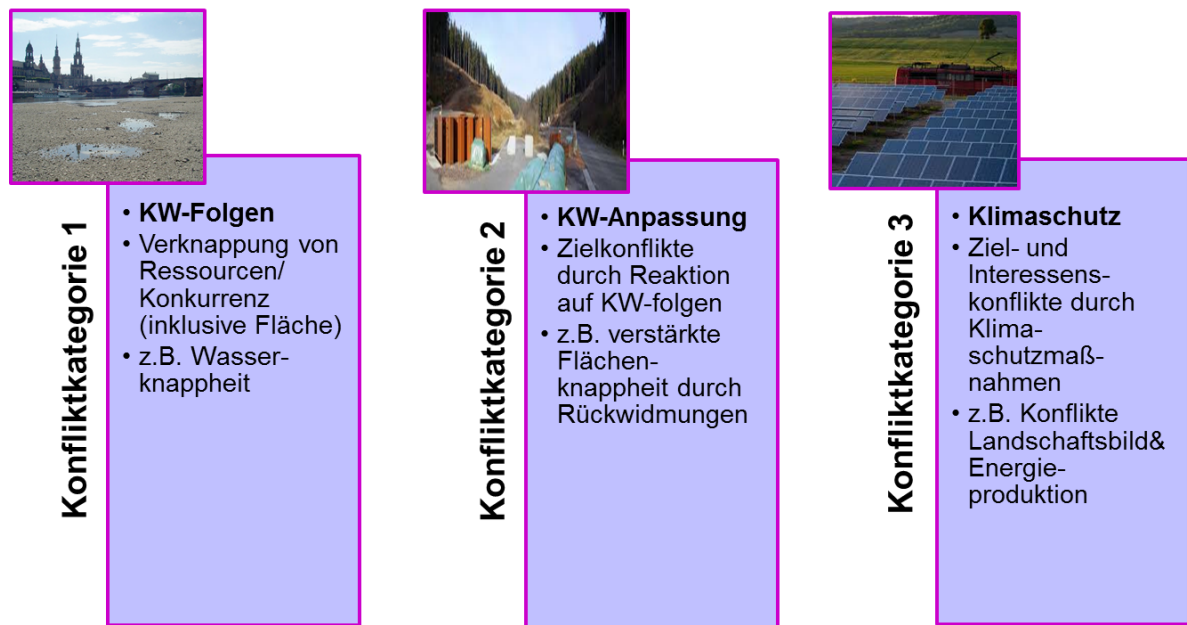 Konfliktkategorie 1
• KW-Folgen
• Verknappung von
Ressourcen/
Konkurrenz
(inklusive Fläche)
• z.B. Wasser-
knappheit
Konfliktkategorie 2
• KW-Anpassung
• Zielkonflikte
durch Reaktion
auf KW-folgen
• z.B. verstärkte
Flächen-
knappheit durch
Rückwidmungen
Konfliktkategorie 3
• Klimaschutz
• Ziel- und
Interessens-
konflikte durch
Klima-
schutzmaß-
nahmen
• z.B. Konflikte
Landschaftsbild&
Energie-
produktion